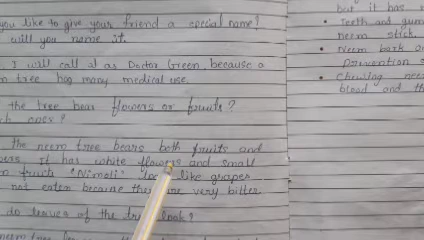 you like to give your friend a special name?
will you name it.
I will call it as Doctor Green because a
tree has many medical use.
the tree bear flowers or fruits?
the neem tree bears both fruits and
It has white flowers and small
fruits "Nimoli" like grapes
not eaten because they are very bitter
do leaves of the tree look?
but it has
• Teeth and gum
neem stick
• Neem bark
prevention
• Chewing nee
blood and th